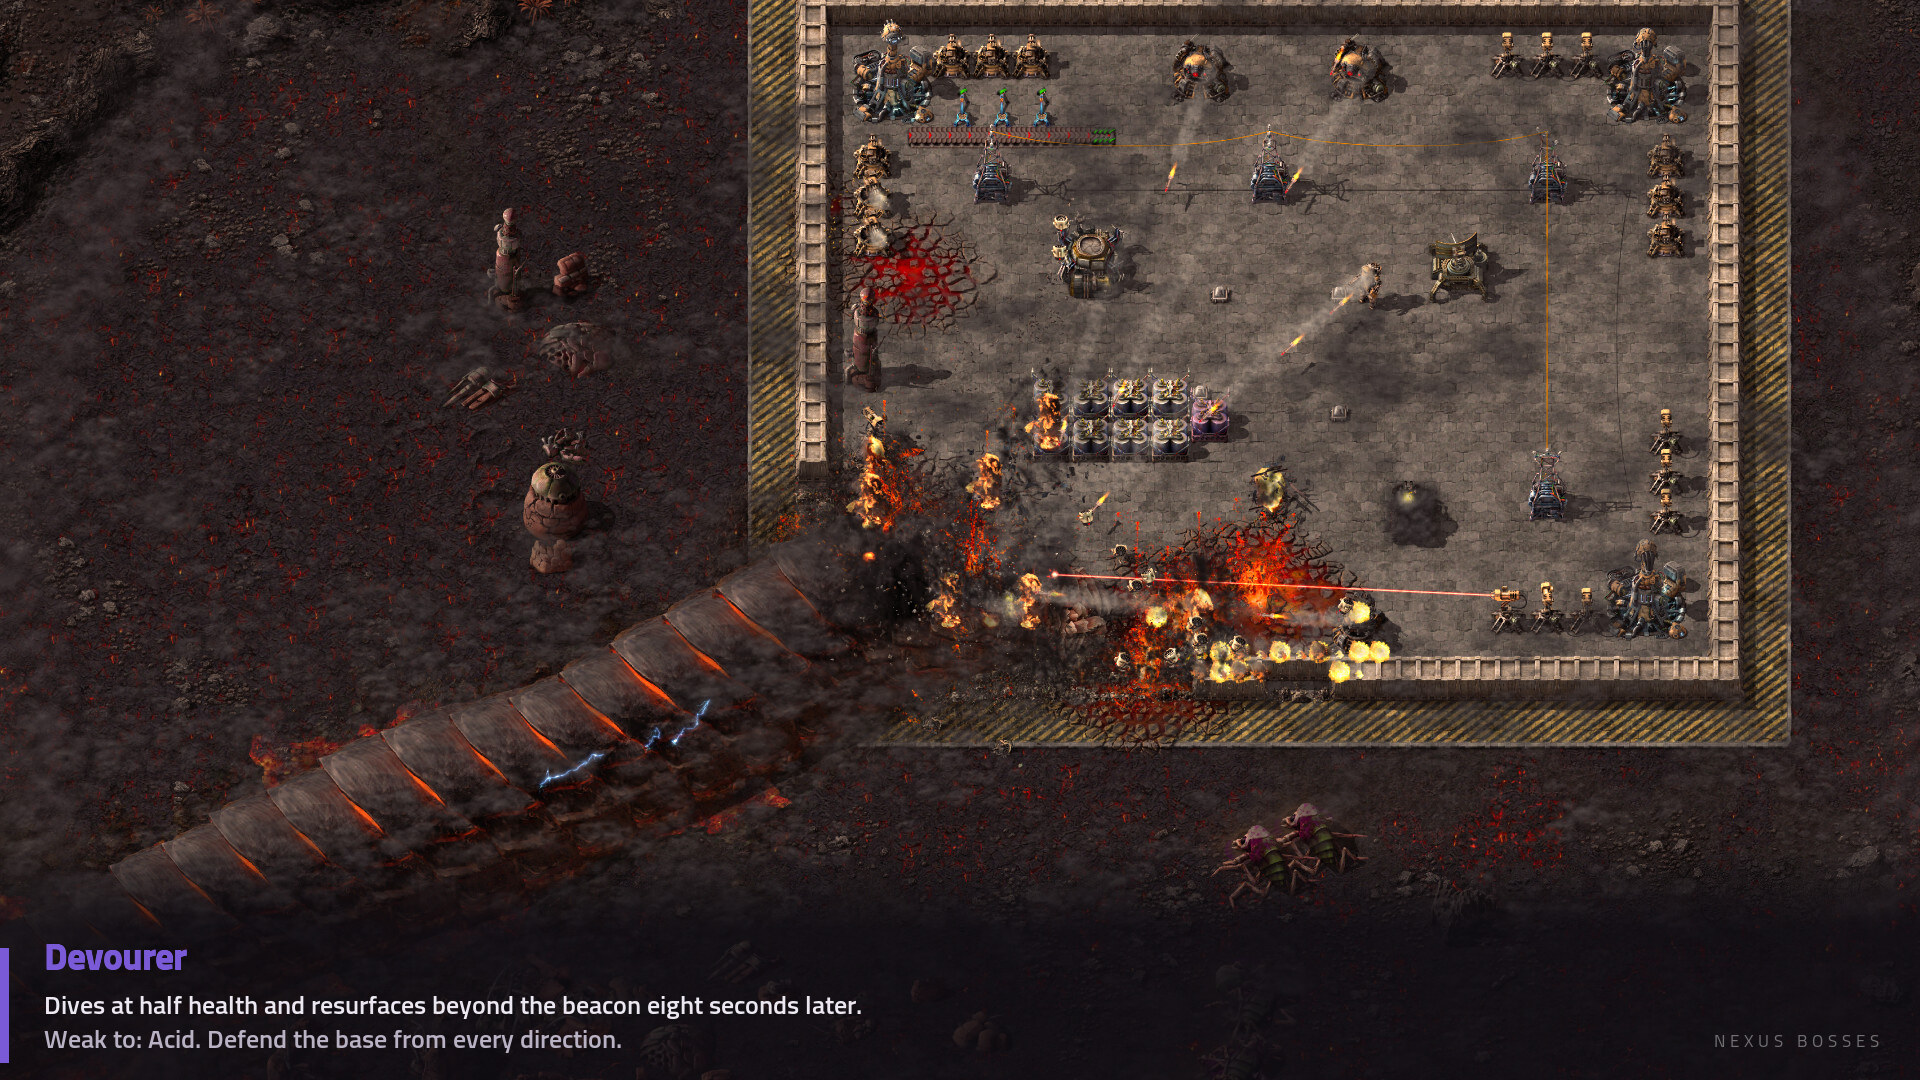 Devourer
Dives at half health and resurfaces beyond the beacon eight seconds later.
Weak to: Acid. Defend the base from every direction.
NEXUS BOSSES